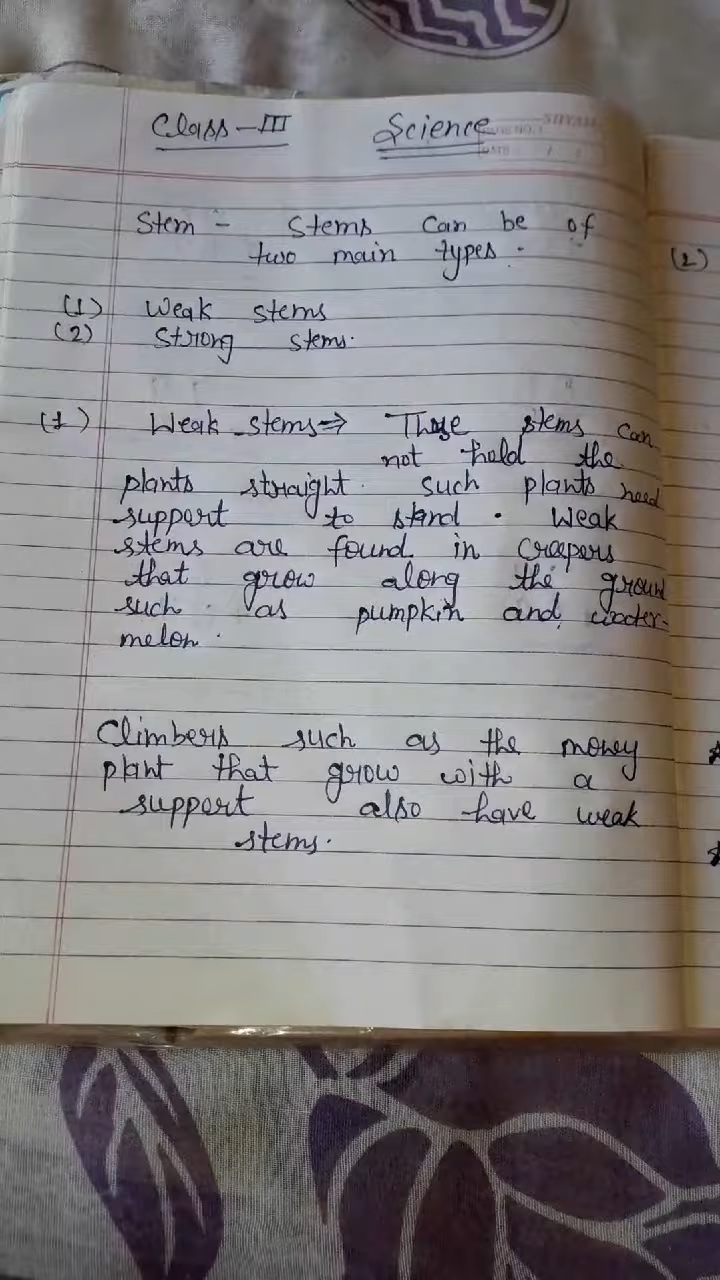 Class-III Science
Stem - Stems can be of
two main types.
(1) Weak stems
(2) Strong stems.
(1) Weak stems⇒ These stems can
not hold the
plants straight. such plants need
support to stand. Weak
stems are found in creepers
that grow along the ground
such as pumpkin and water-
melon.
Climbers such as the money
plant that grow with a
support also have weak
stems.
(2)